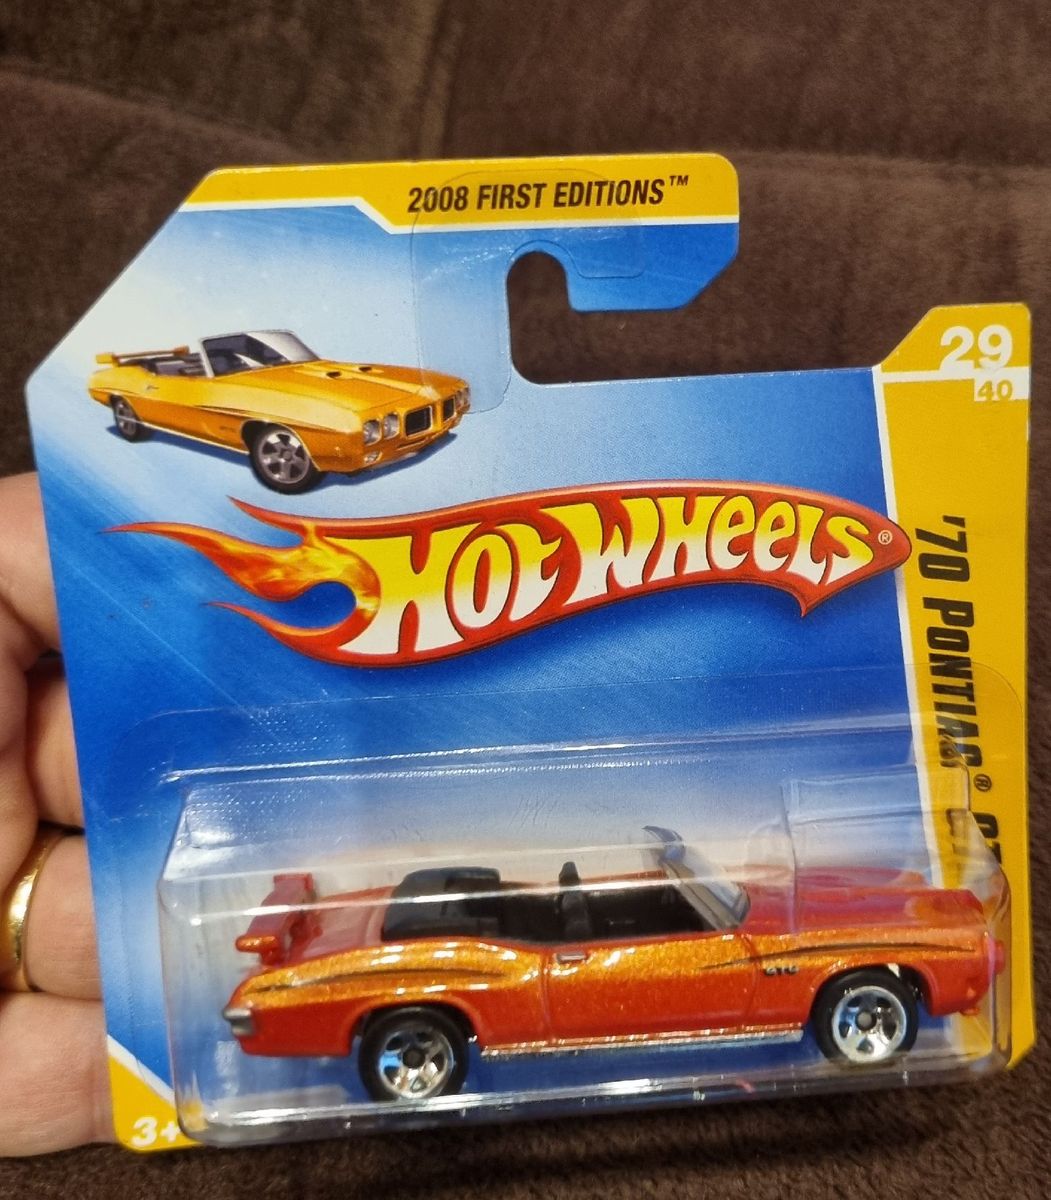 2008 FIRST EDITIONS™
29
40
HOT WHEELS®
'70 PONTIAC®
GTO
3+